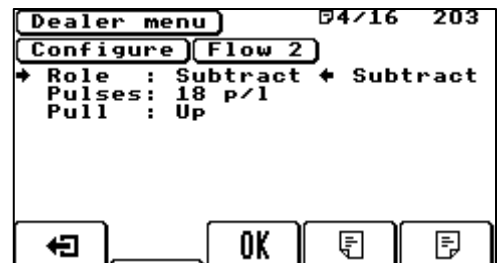 Dealer menu 4/16 203
Configure Flow 2
Role : Subtract Subtract
Pulses: 18 p/l
Pull : Up
OK